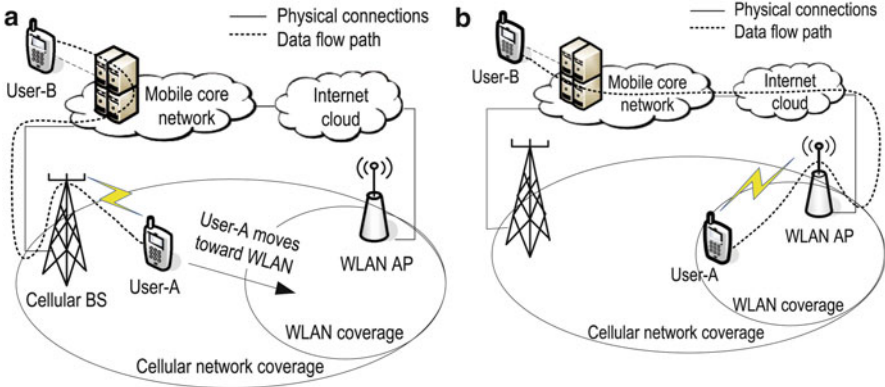 a
Physical connections
Data flow path
User-B
Mobile core
network
Internet
cloud
User-A moves
toward WLAN
WLAN AP
Cellular BS
User-A
WLAN coverage
Cellular network coverage
b
Physical connections
Data flow path
User-B
Mobile core
network
Internet
cloud
WLAN AP
User-A
WLAN coverage
Cellular network coverage